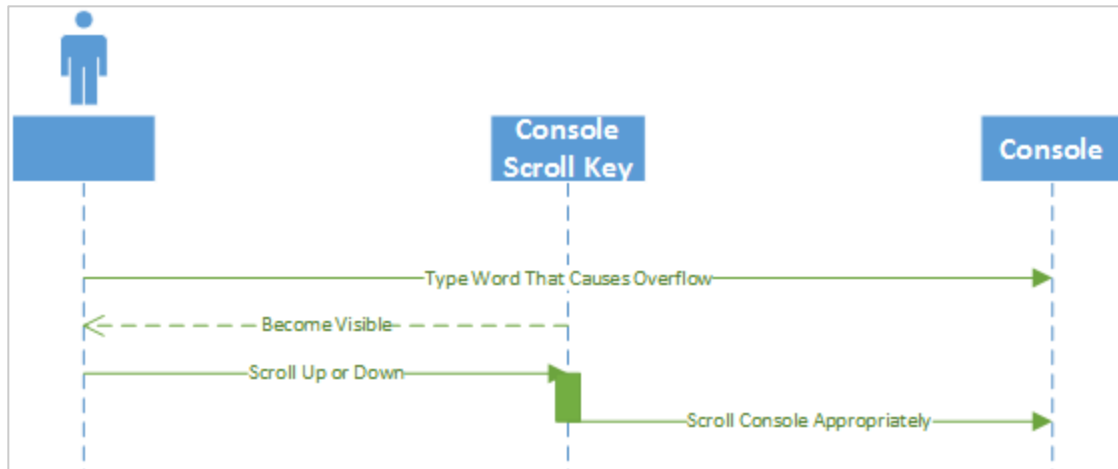 Console
Scroll Key
Console
Type Word That Causes Overflow
Become Visible
Scroll Up or Down
Scroll Console Appropriately